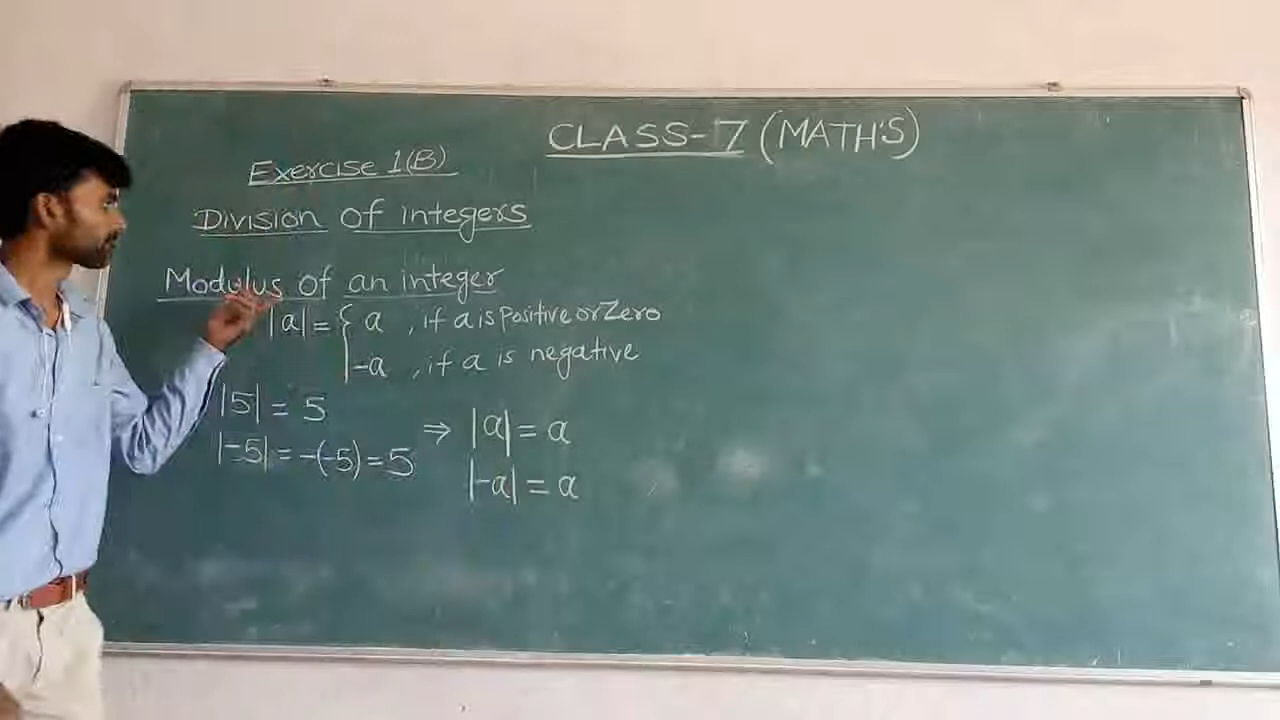 CLASS-7 (MATH'S)
Exercise 1(B)
Division of integers
Modulus of an integer
|a| = { a , if a is Positive or Zero
-a , if a is negative
|5| = 5
|-5| = -(-5) = 5
⇒ |a| = a
|-a| = a